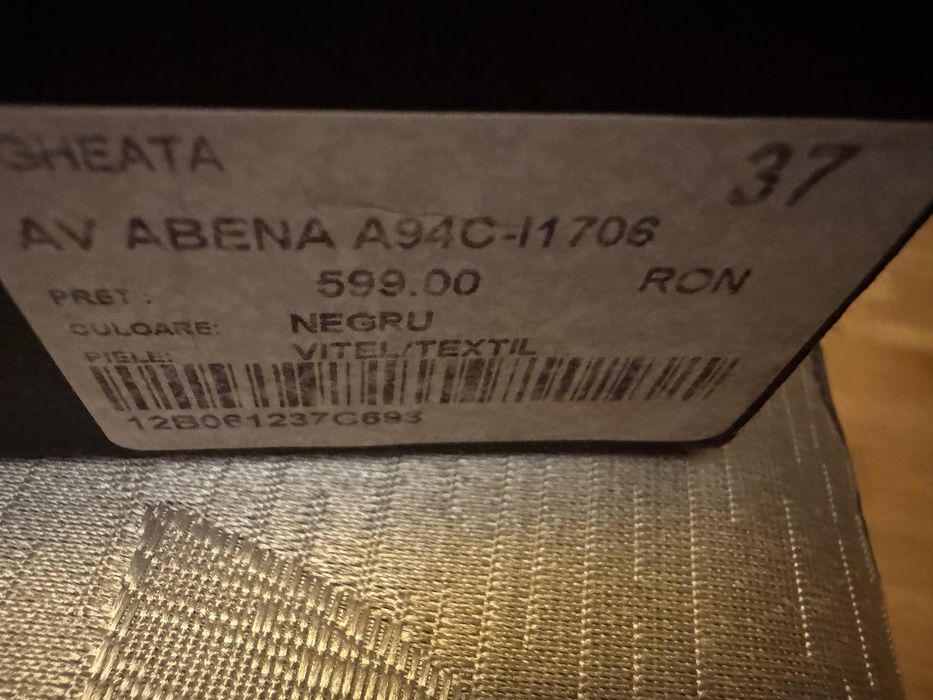 GHEATA 37
AV ABENA A94C-I1706
PRET : 599.00 RON
CULOARE: NEGRU
PIELE: VITEL/TEXTIL
12B061237C693